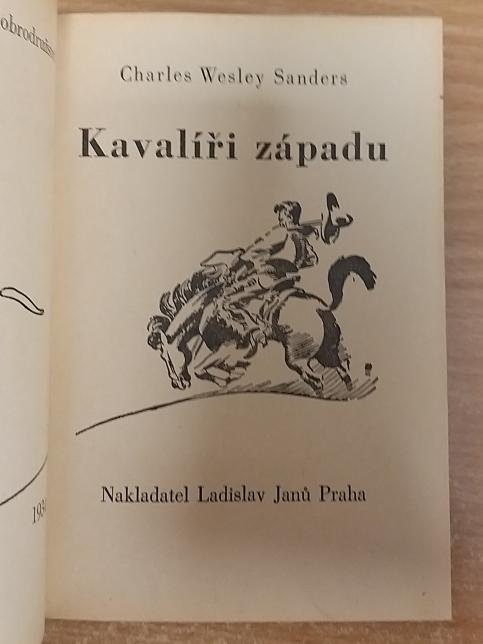 Charles Wesley Sanders
Kavalíři západu
Nakladatel Ladislav Janů Praha